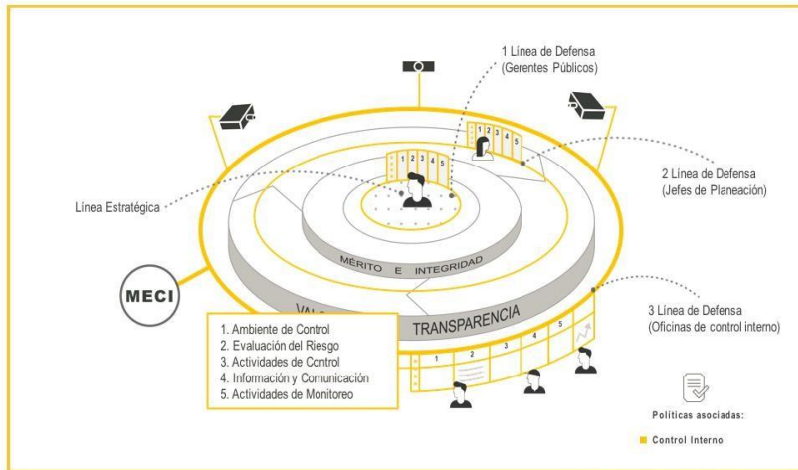 1 Línea de Defensa
(Gerentes Públicos)
1 2 3 4 5
1 2 3 4 5
2 Línea de Defensa
(Jefes de Planeación)
Línea Estratégica
MÉRITO E INTEGRIDAD
MECI
TRANSPARENCIA
3 Línea de Defensa
(Oficinas de control interno)
1. Ambiente de Control
2. Evaluación del Riesgo
3. Actividades de Control
4. Información y Comunicación
5. Actividades de Monitoreo
1 2 3 4 5
Políticas asociadas:
Control Interno